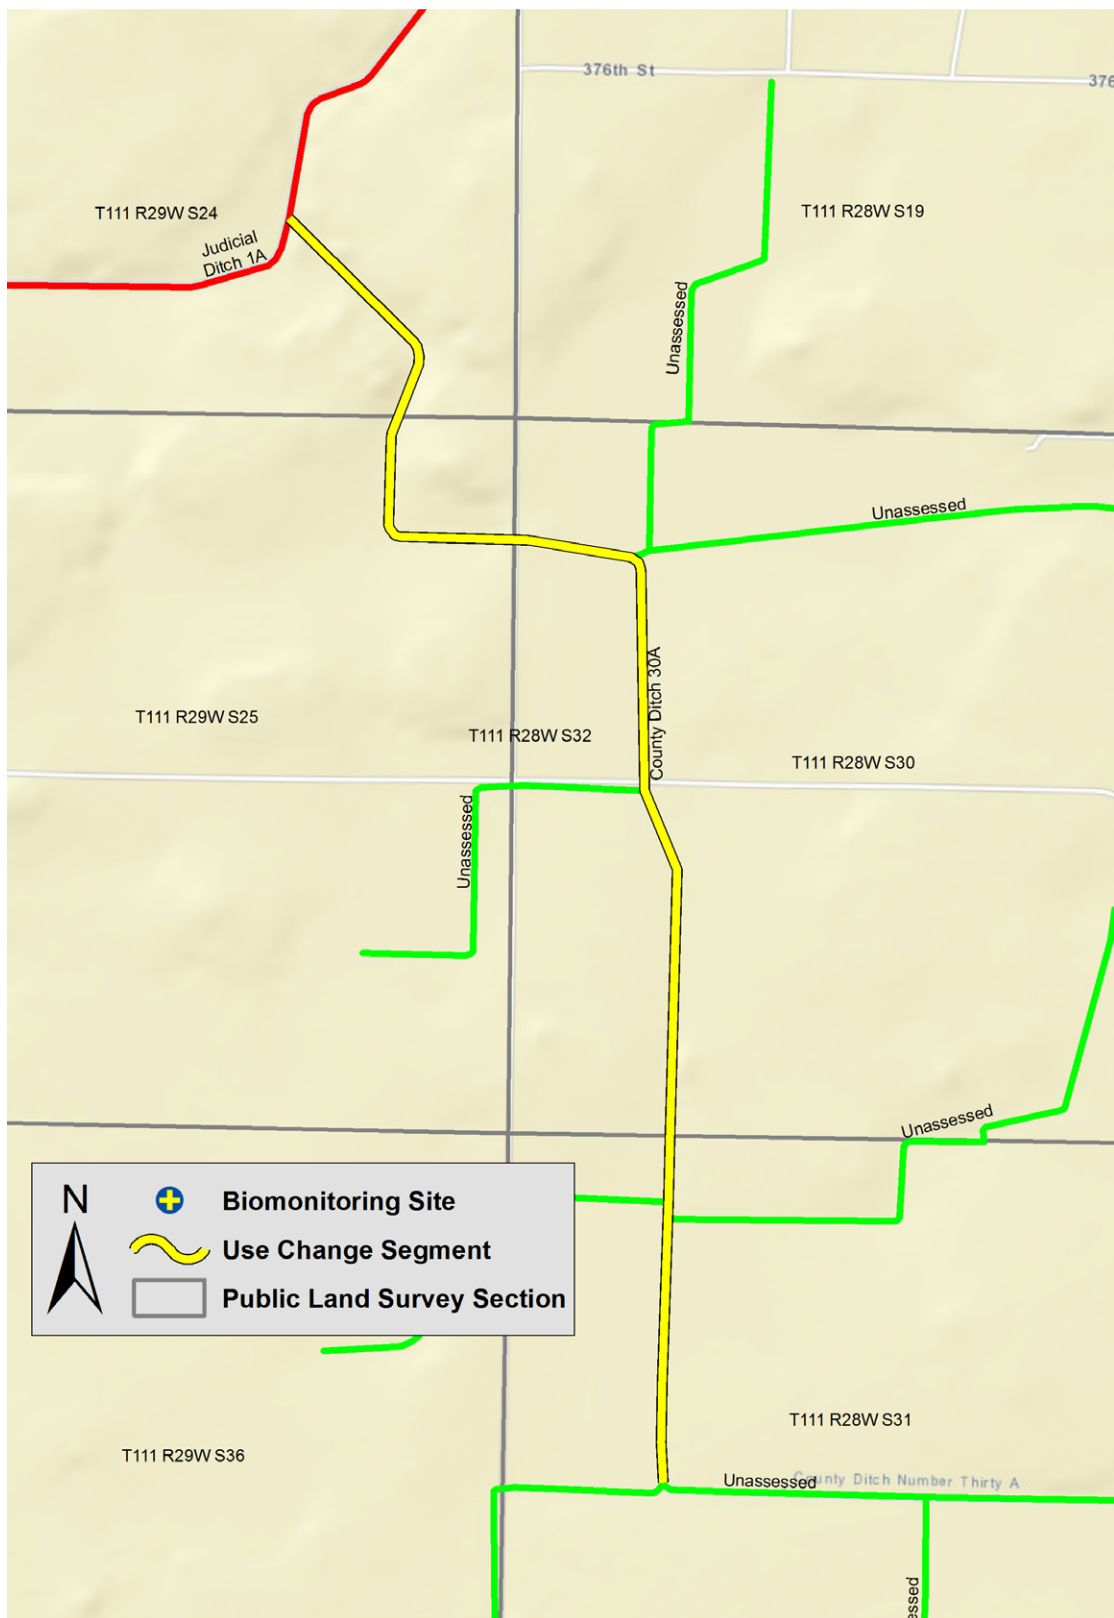 376th St
376
T111 R29W S24
T111 R28W S19
Judicial
Ditch 1A
Unassessed
Unassessed
County Ditch 30A
T111 R29W S25
T111 R28W S32
T111 R28W S30
Unassessed
Unassessed
N
Biomonitoring Site
Use Change Segment
Public Land Survey Section
T111 R28W S31
T111 R29W S36
Unassessed
County Ditch Number Thirty A
essed